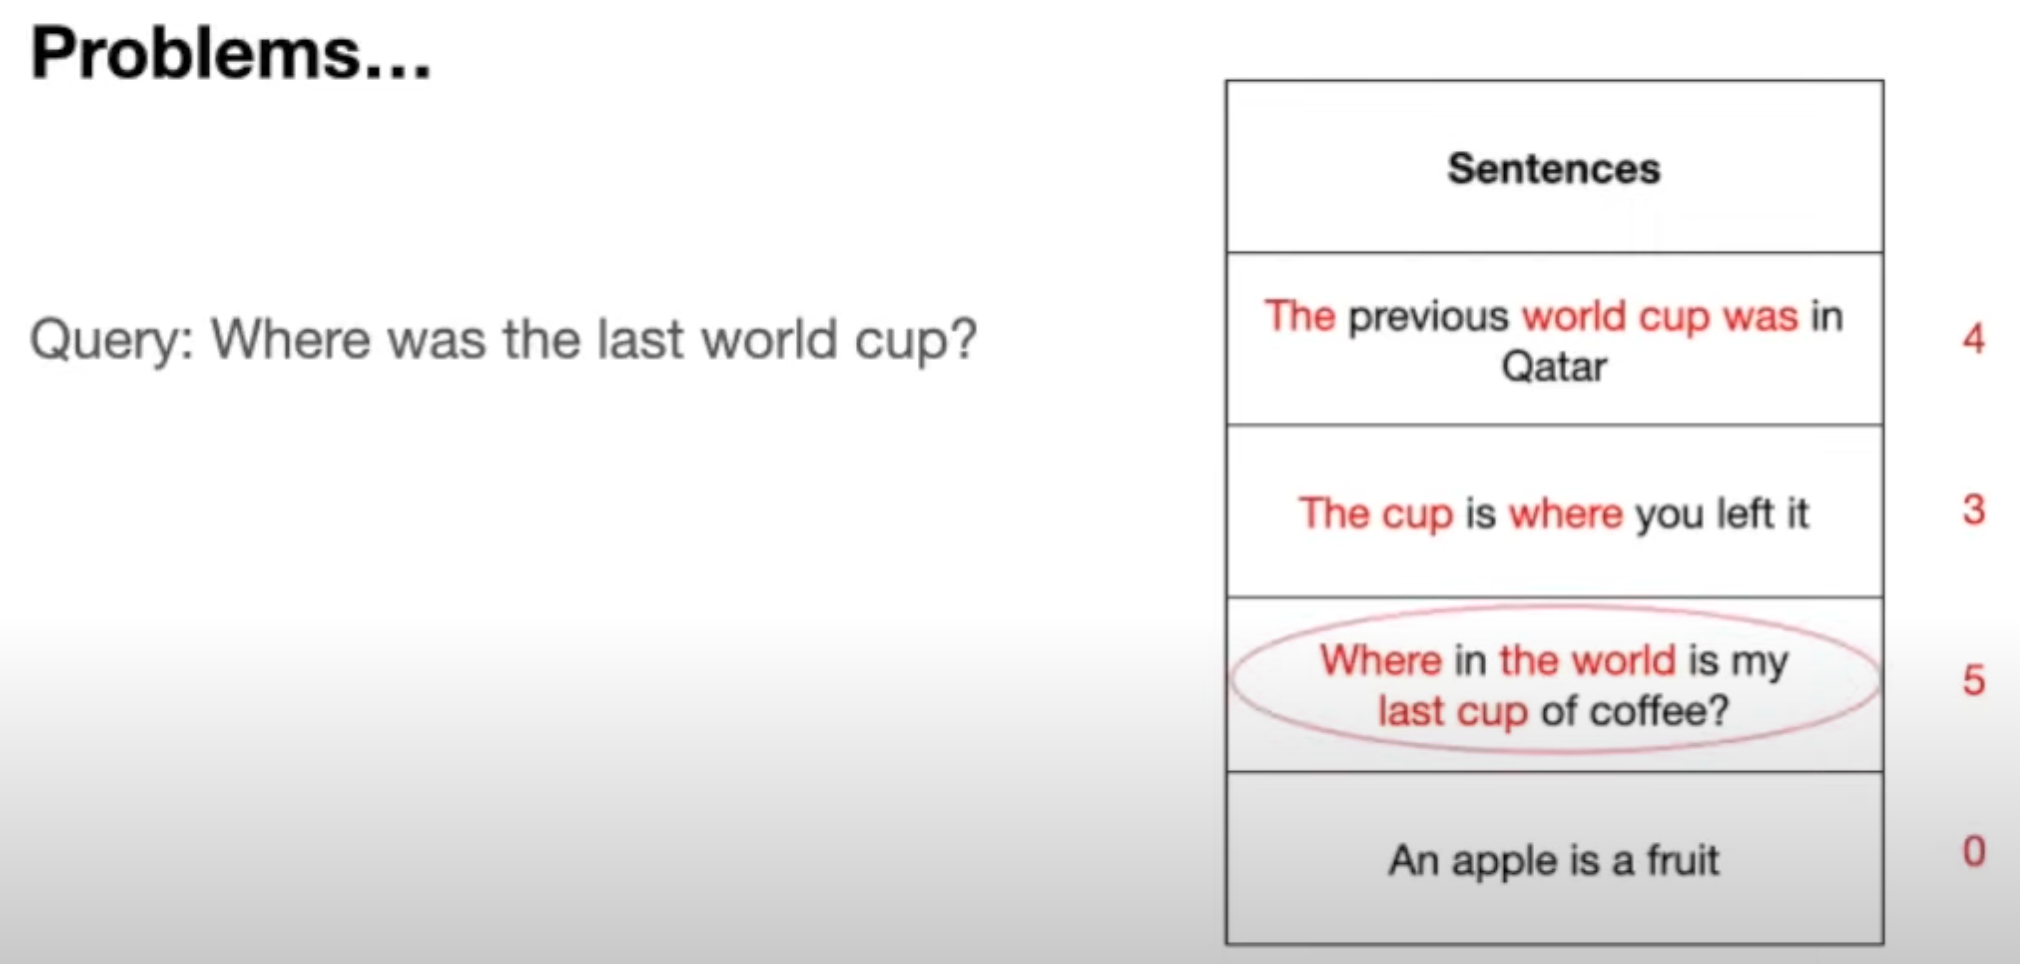 Problems...
Query: Where was the last world cup?
Sentences
The previous world cup was in
Qatar
4
The cup is where you left it
3
Where in the world is my
last cup of coffee?
5
An apple is a fruit
0